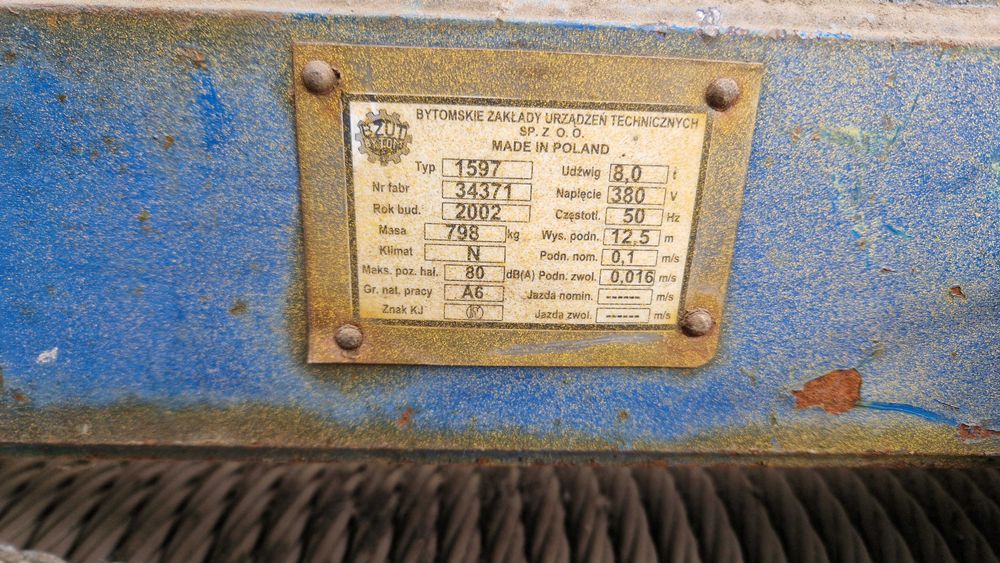 BZUT
BYTOM
BYTOMSKIE ZAKŁADY URZĄDZEŃ TECHNICZNYCH
SP. Z O. O.
MADE IN POLAND
Typ 1597
Nr fabr 34371
Rok bud. 2002
Masa 798 kg
Klimat N
Maks. poz. hał. 80 dB(A)
Gr. nat. pracy A6
Znak KJ
Udźwig 8,0 t
Napięcie 380 V
Częstotl. 50 Hz
Wys. podn. 12,5 m
Podn. nom. 0,1 m/s
Podn. zwol. 0,016 m/s
Jazda nomin. ------ m/s
Jazda zwol. ------ m/s